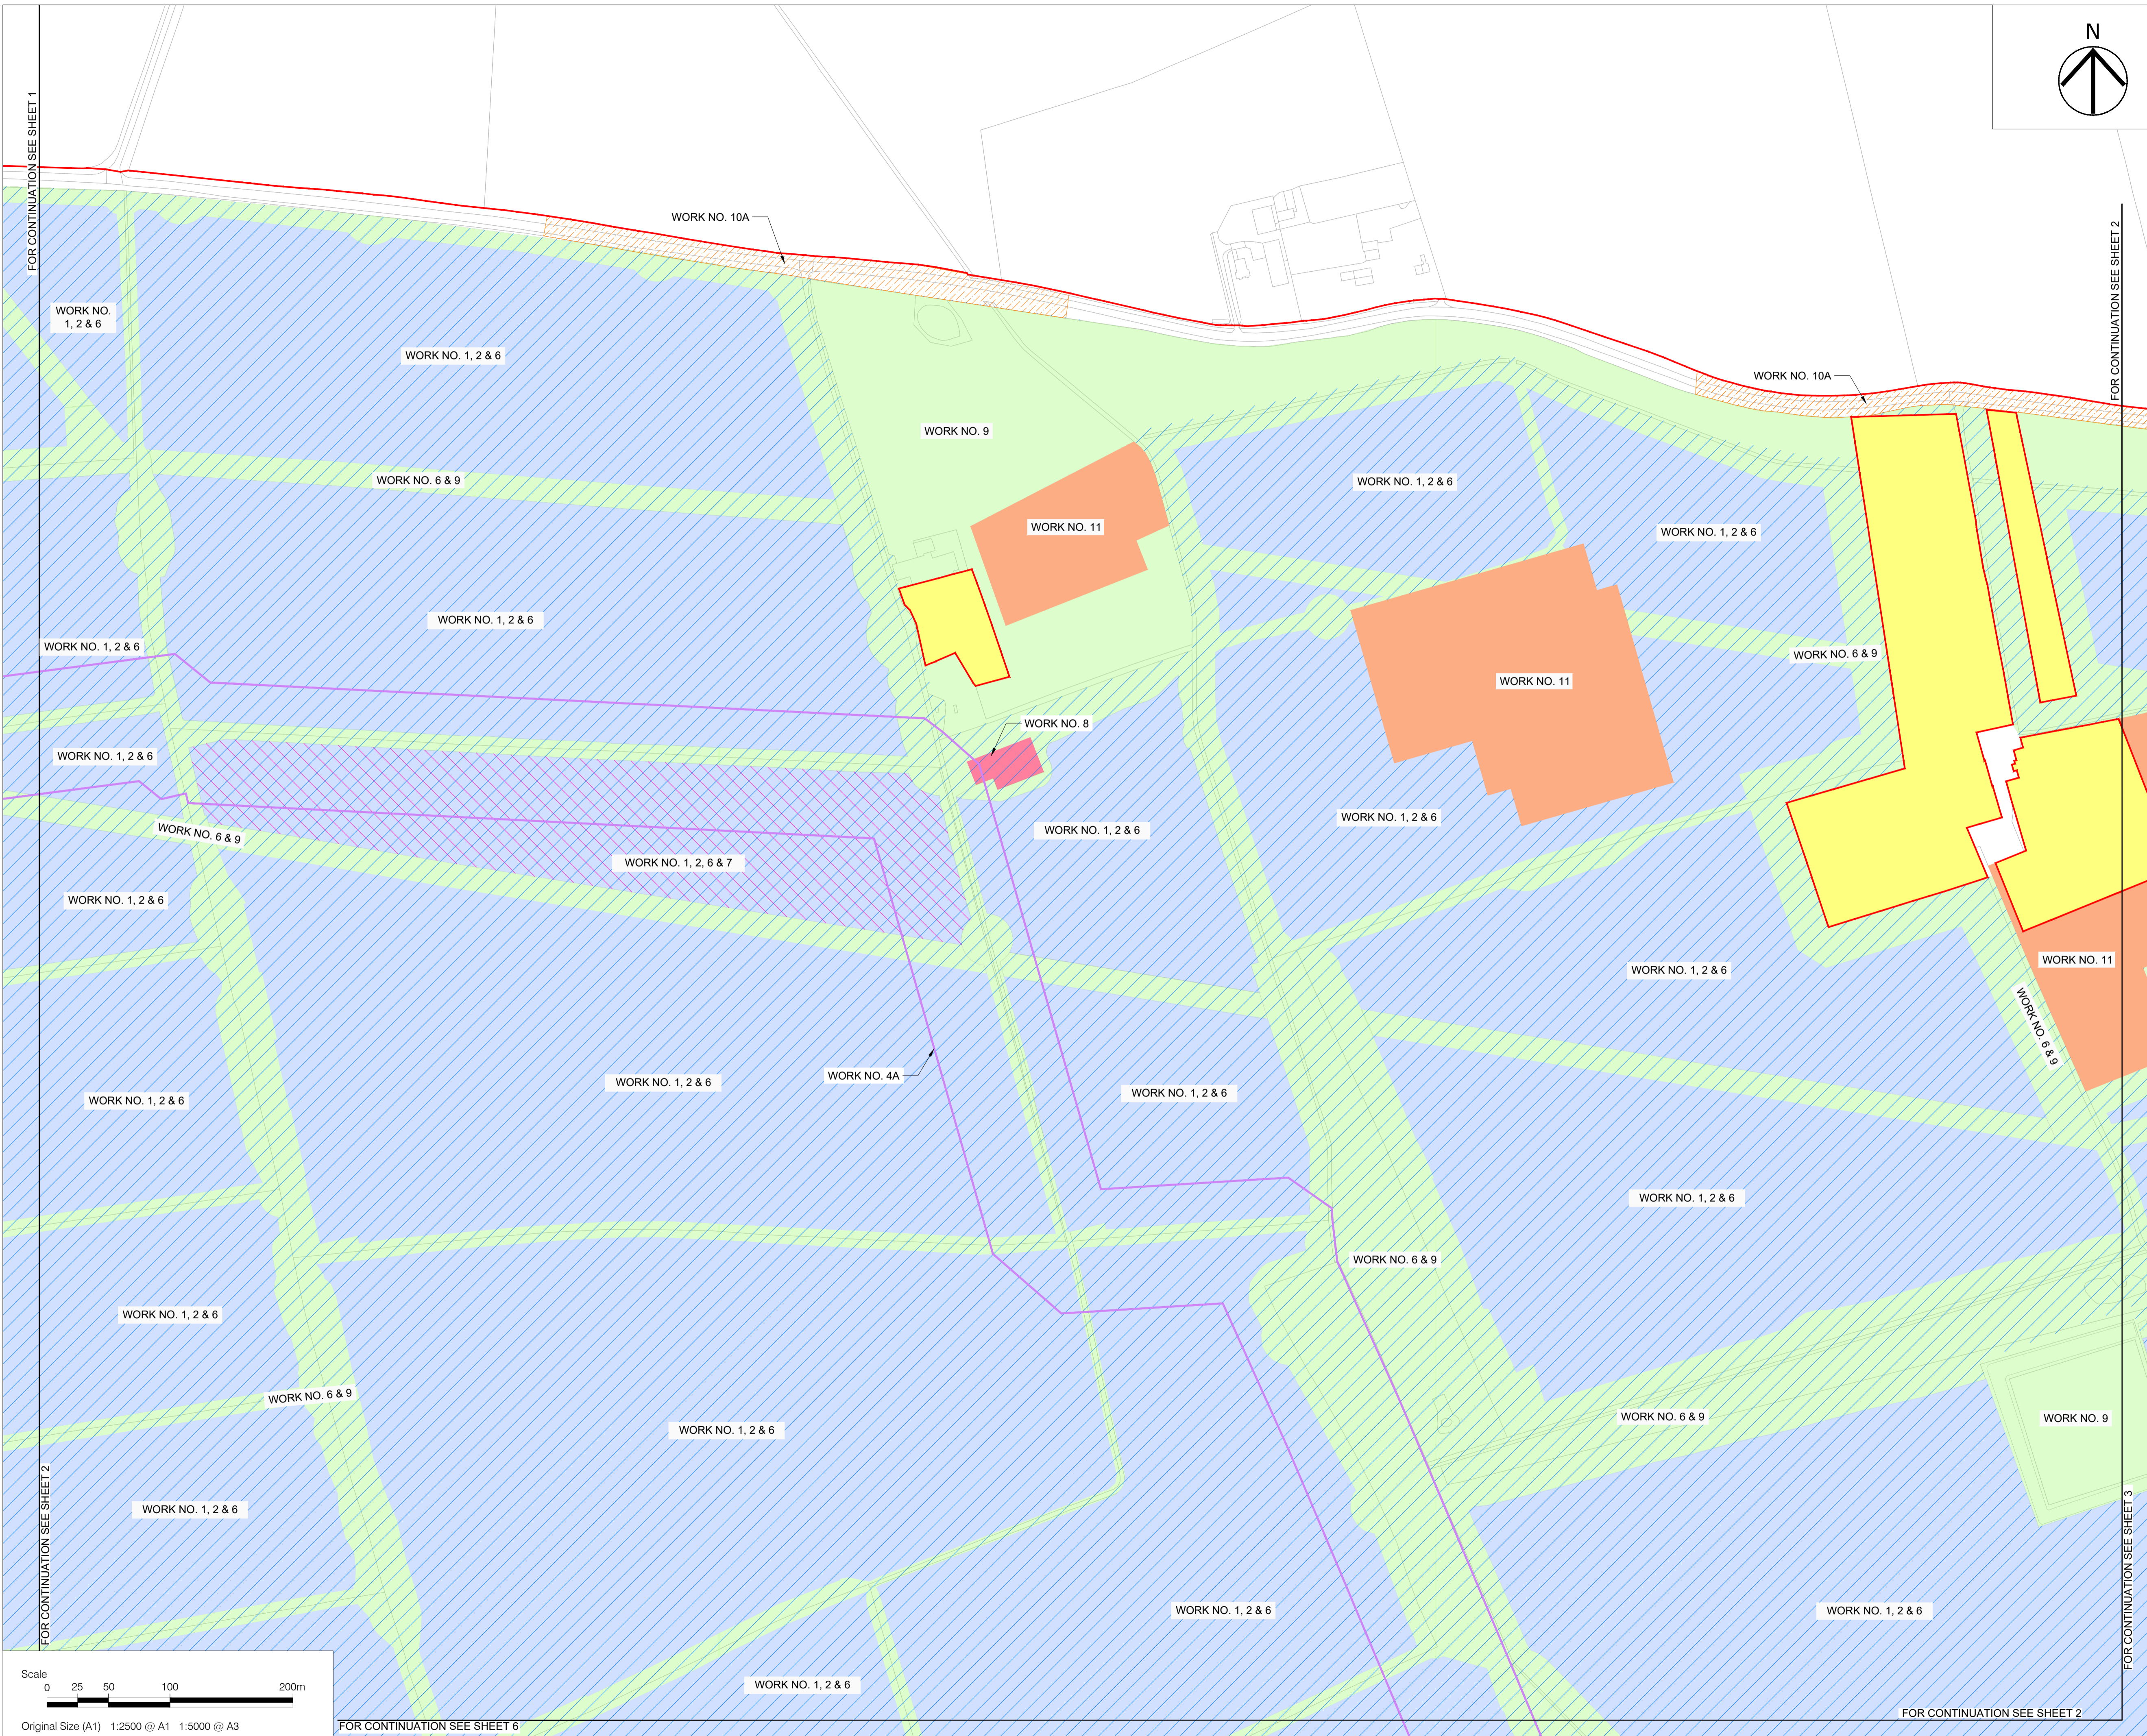 N
FOR CONTINUATION SEE SHEET 1
FOR CONTINUATION SEE SHEET 2
WORK NO. 10A
WORK NO.
1, 2 & 6
WORK NO. 1, 2 & 6
WORK NO. 10A
WORK NO. 9
WORK NO. 6 & 9
WORK NO. 1, 2 & 6
WORK NO. 11
WORK NO. 1, 2 & 6
WORK NO. 1, 2 & 6
WORK NO. 1, 2 & 6
WORK NO. 6 & 9
WORK NO. 11
WORK NO. 8
WORK NO. 1, 2 & 6
WORK NO. 1, 2 & 6
WORK NO. 1, 2 & 6
WORK NO. 6 & 9
WORK NO. 1, 2, 6 & 7
WORK NO. 1, 2 & 6
WORK NO. 11
WORK NO. 1, 2 & 6
WORK NO. 6 & 9
WORK NO. 4A
WORK NO. 1, 2 & 6
WORK NO. 1, 2 & 6
WORK NO. 1, 2 & 6
WORK NO. 1, 2 & 6
WORK NO. 6 & 9
WORK NO. 1, 2 & 6
WORK NO. 6 & 9
WORK NO. 6 & 9
WORK NO. 9
WORK NO. 1, 2 & 6
WORK NO. 1, 2 & 6
FOR CONTINUATION SEE SHEET 2
FOR CONTINUATION SEE SHEET 3
WORK NO. 1, 2 & 6
WORK NO. 1, 2 & 6
WORK NO. 1, 2 & 6
Scale
0 25 50 100 200m
Original Size (A1) 1:2500 @ A1 1:5000 @ A3
FOR CONTINUATION SEE SHEET 6
FOR CONTINUATION SEE SHEET 2